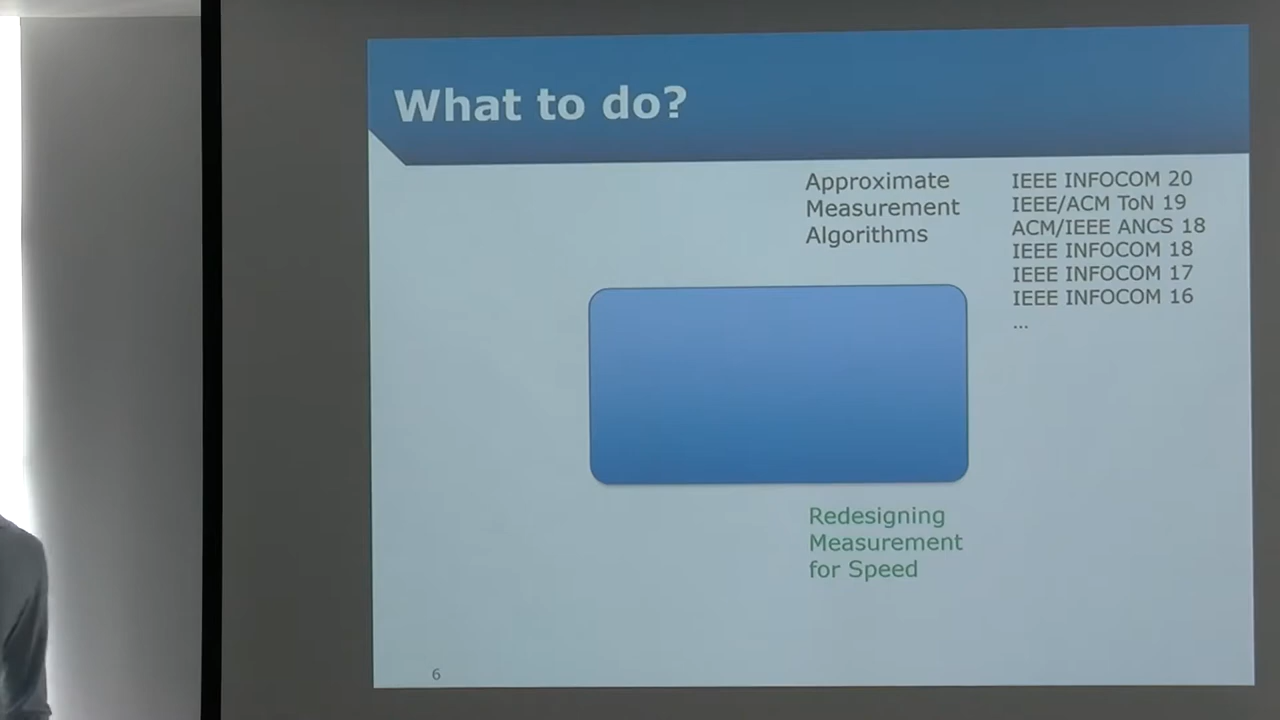 What to do?
Approximate
Measurement
Algorithms
IEEE INFOCOM 20
IEEE/ACM ToN 19
ACM/IEEE ANCS 18
IEEE INFOCOM 18
IEEE INFOCOM 17
IEEE INFOCOM 16
...
Redesigning
Measurement
for Speed
6